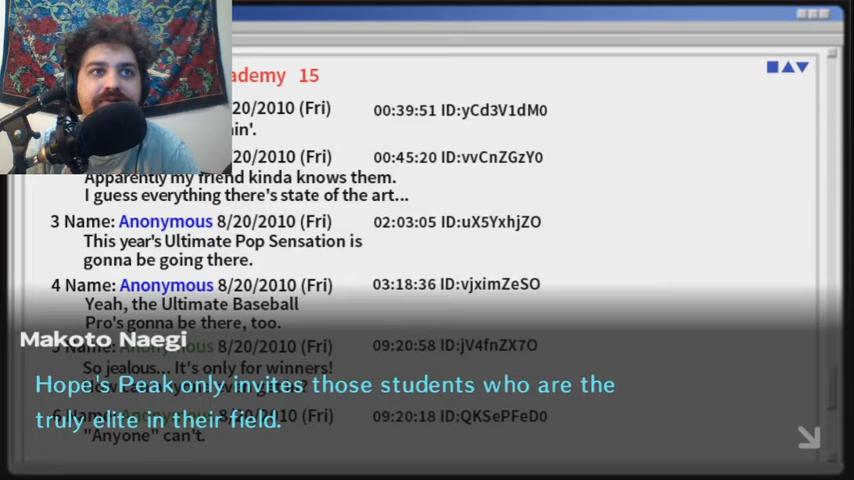 ademy 15
20/2010 (Fri) 00:39:51 ID:yCd3V1dM0
in'.
20/2010 (Fri) 00:45:20 ID:vvCnZGzY0
Apparently my friend kinda knows them.
I guess everything there's state of the art...
3 Name: Anonymous 8/20/2010 (Fri) 02:03:05 ID:uX5YxhjZO
This year's Ultimate Pop Sensation is
gonna be going there.
4 Name: Anonymous 8/20/2010 (Fri) 03:18:36 ID:vjximZeSO
Yeah, the Ultimate Baseball
Pro's gonna be there, too.
Makoto Naegi
8/20/2010 (Fri) 09:20:58 ID:jV4fnZX7O
So jealous... It's only for winners!
Hope's Peak only invites those students who are the
8/20/2010 (Fri) 09:20:18 ID:QKSePFeD0
truly elite in their field.
"Anyone" can't.